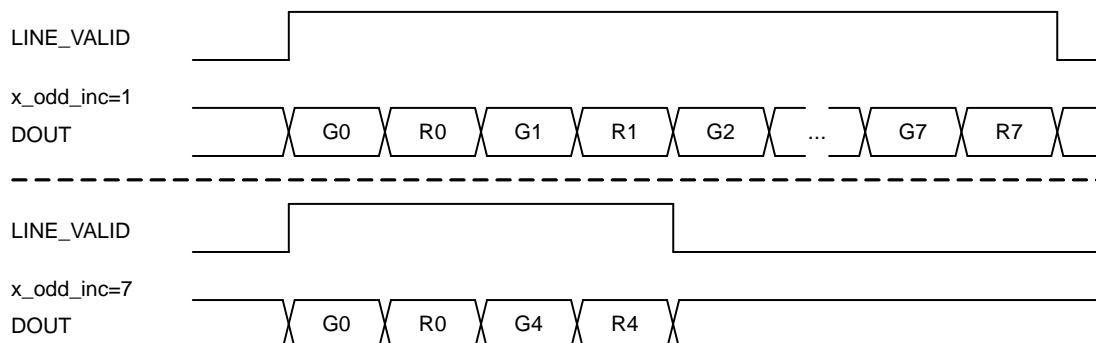 LINE_VALID
x_odd_inc=1
DOUT G0 R0 G1 R1 G2 ... G7 R7
LINE_VALID
x_odd_inc=7
DOUT G0 R0 G4 R4